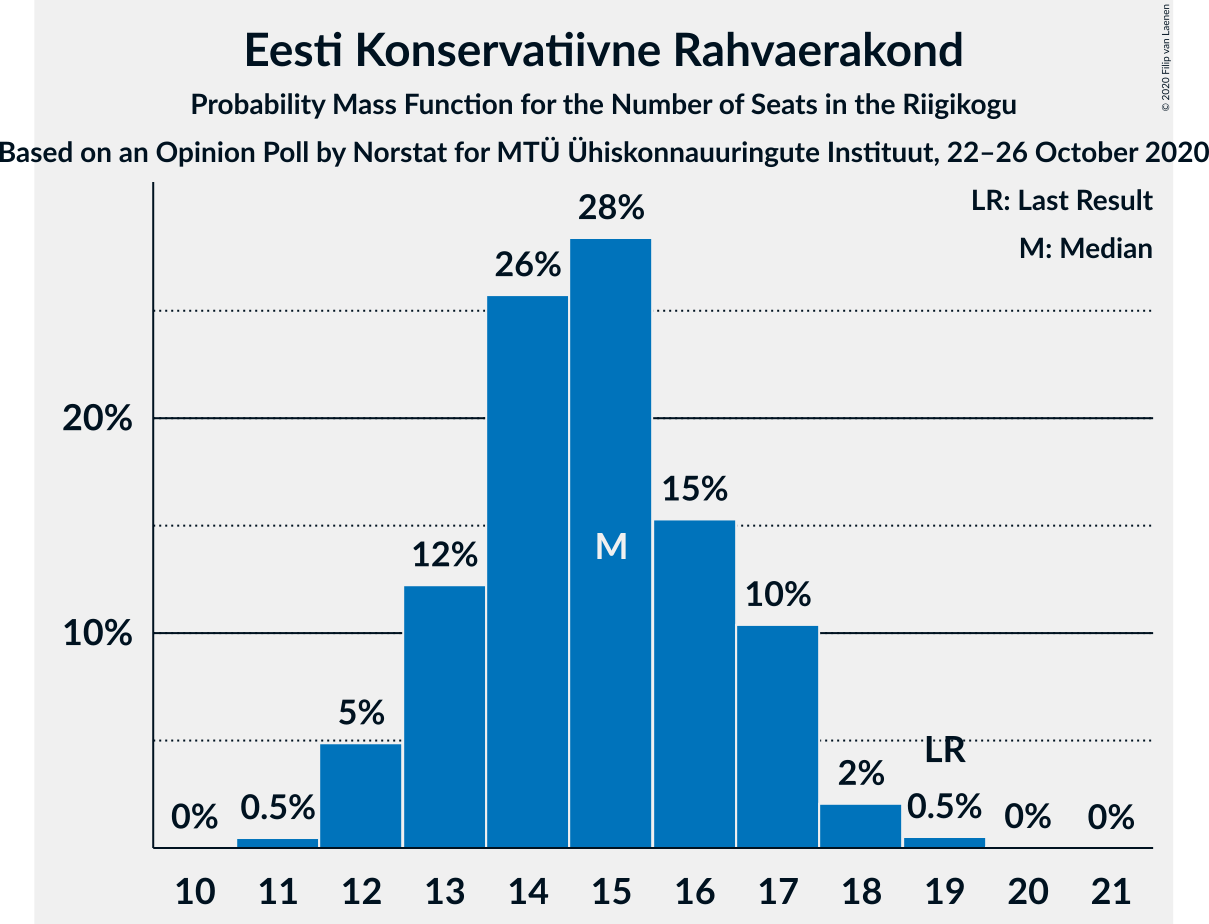 Eesti Konservatiivne Rahvaerakond
Probability Mass Function for the Number of Seats in the Riigikogu
Based on an Opinion Poll by Norstat for MTÜ Ühiskonnauuringute Instituut, 22–26 October 2020
© 2020 Filip van Laenen
LR: Last Result
M: Median
20%
10%
0%
0.5%
5%
12%
26%
28%
M
15%
10%
2%
LR
0.5%
0%
0%
10 11 12 13 14 15 16 17 18 19 20 21